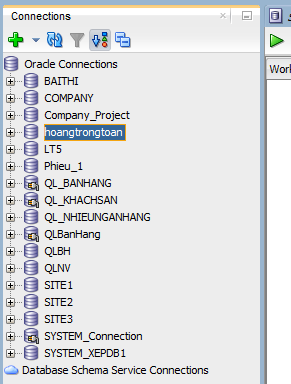 Connections
Oracle Connections
BAITHI
COMPANY
Company_Project
hoangtrongtoan
LT5
Phieu_1
QL_BANHANG
QL_KHACHSAN
QL_NHIEUNGANHANG
QLBanHang
QLBH
QLNV
SITE1
SITE2
SITE3
SYSTEM_Connection
SYSTEM_XEPDB1
Database Schema Service Connections
Work